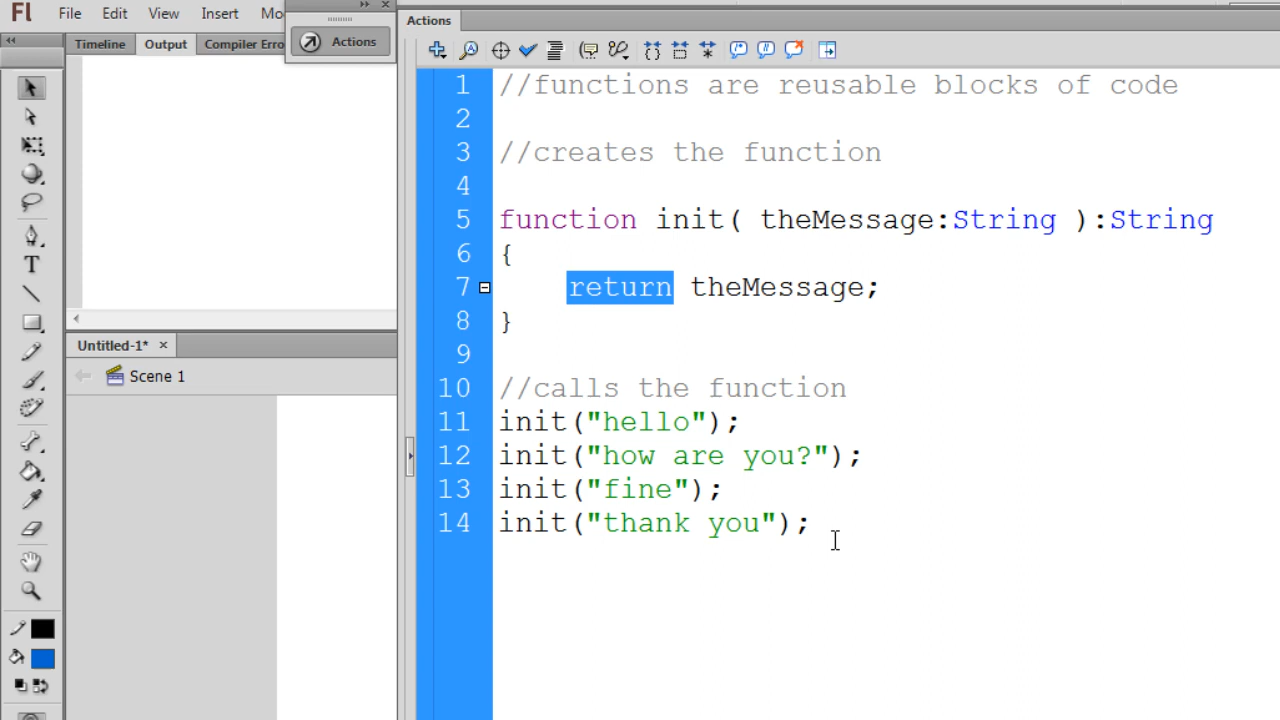 Fl File Edit View Insert
Actions
Timeline Output Compiler Erro
Actions
1 //functions are reusable blocks of code
2
3 //creates the function
4
5 function init( theMessage:String ):String
6 {
7 return theMessage;
8 }
9
10 //calls the function
11 init("hello");
12 init("how are you?");
13 init("fine");
14 init("thank you");
Untitled-1*
Scene 1